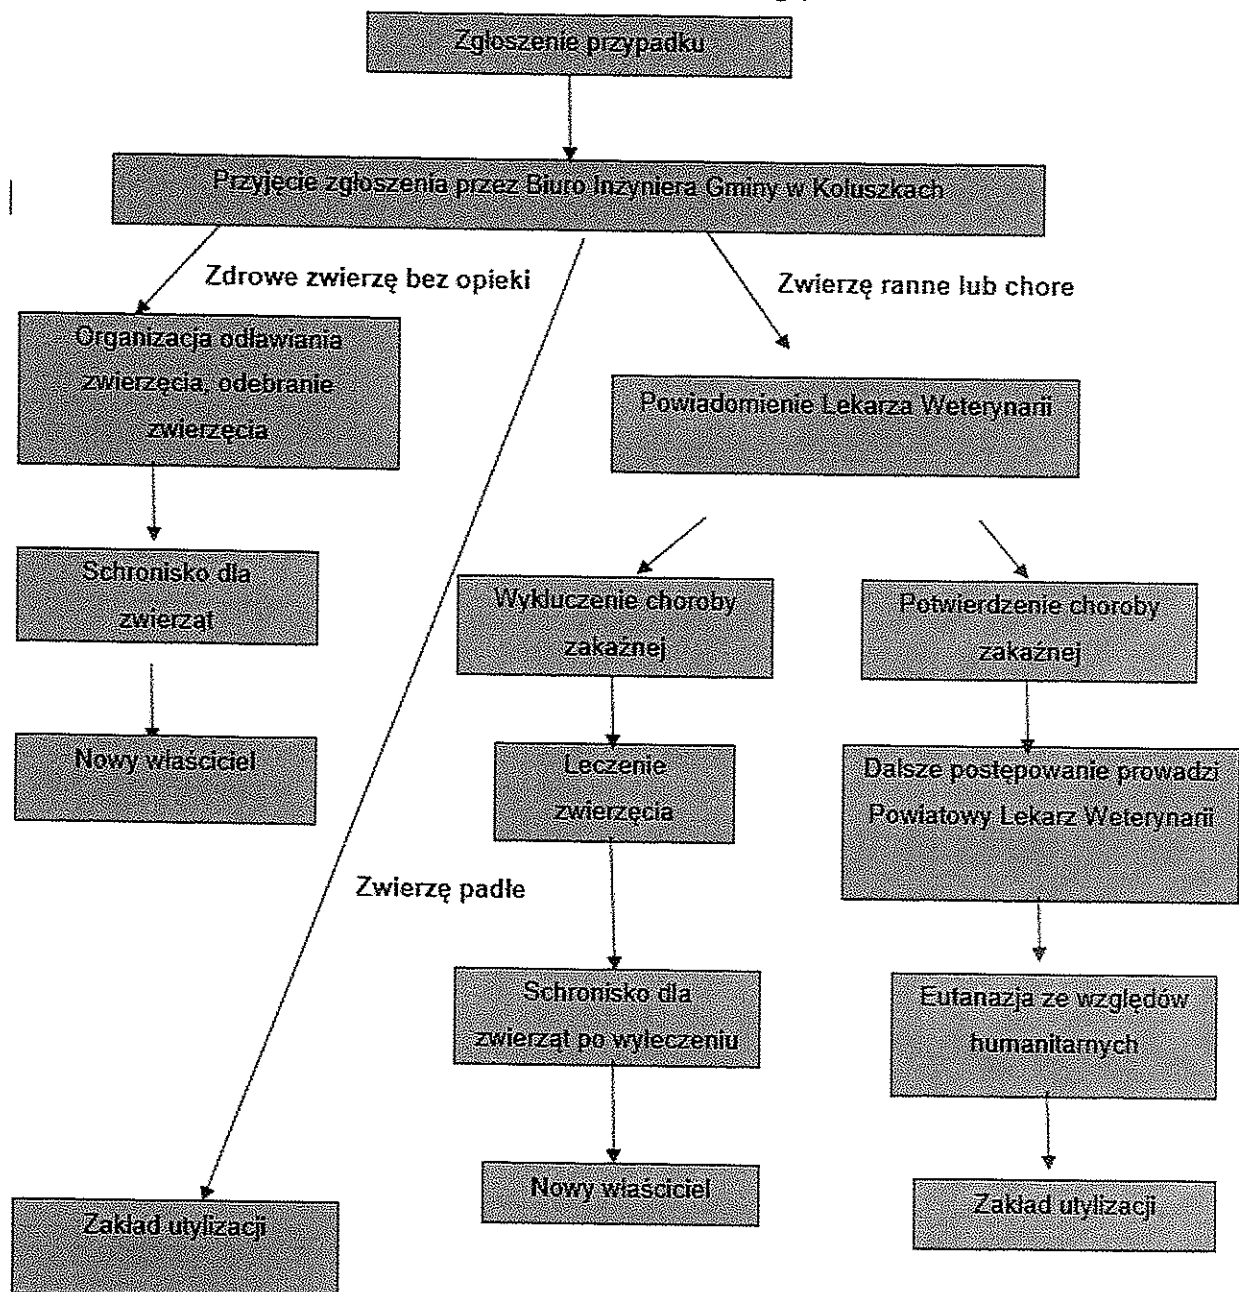 Zgłoszenie przypadku
Przyjęcie zgłoszenia przez Biuro Inżyniera Gminy w Koluszkach
Zdrowe zwierzę bez opieki
Zwierzę ranne lub chore
Organizacja odławiania
zwierzęcia, odebranie
zwierzęcia
Powiadomienie Lekarza Weterynarii
Schronisko dla
zwierząt
Wykluczenie choroby
zakaźnej
Potwierdzenie choroby
zakaźnej
Nowy właściciel
Leczenie
zwierzęcia
Dalsze postępowanie prowadzi
Powiatowy Lekarz Weterynarii
Zwierzę padłe
Schronisko dla
zwierząt po wyleczeniu
Eutanazja ze względów
humanitarnych
Zakład utylizacji
Nowy właściciel
Zakład utylizacji